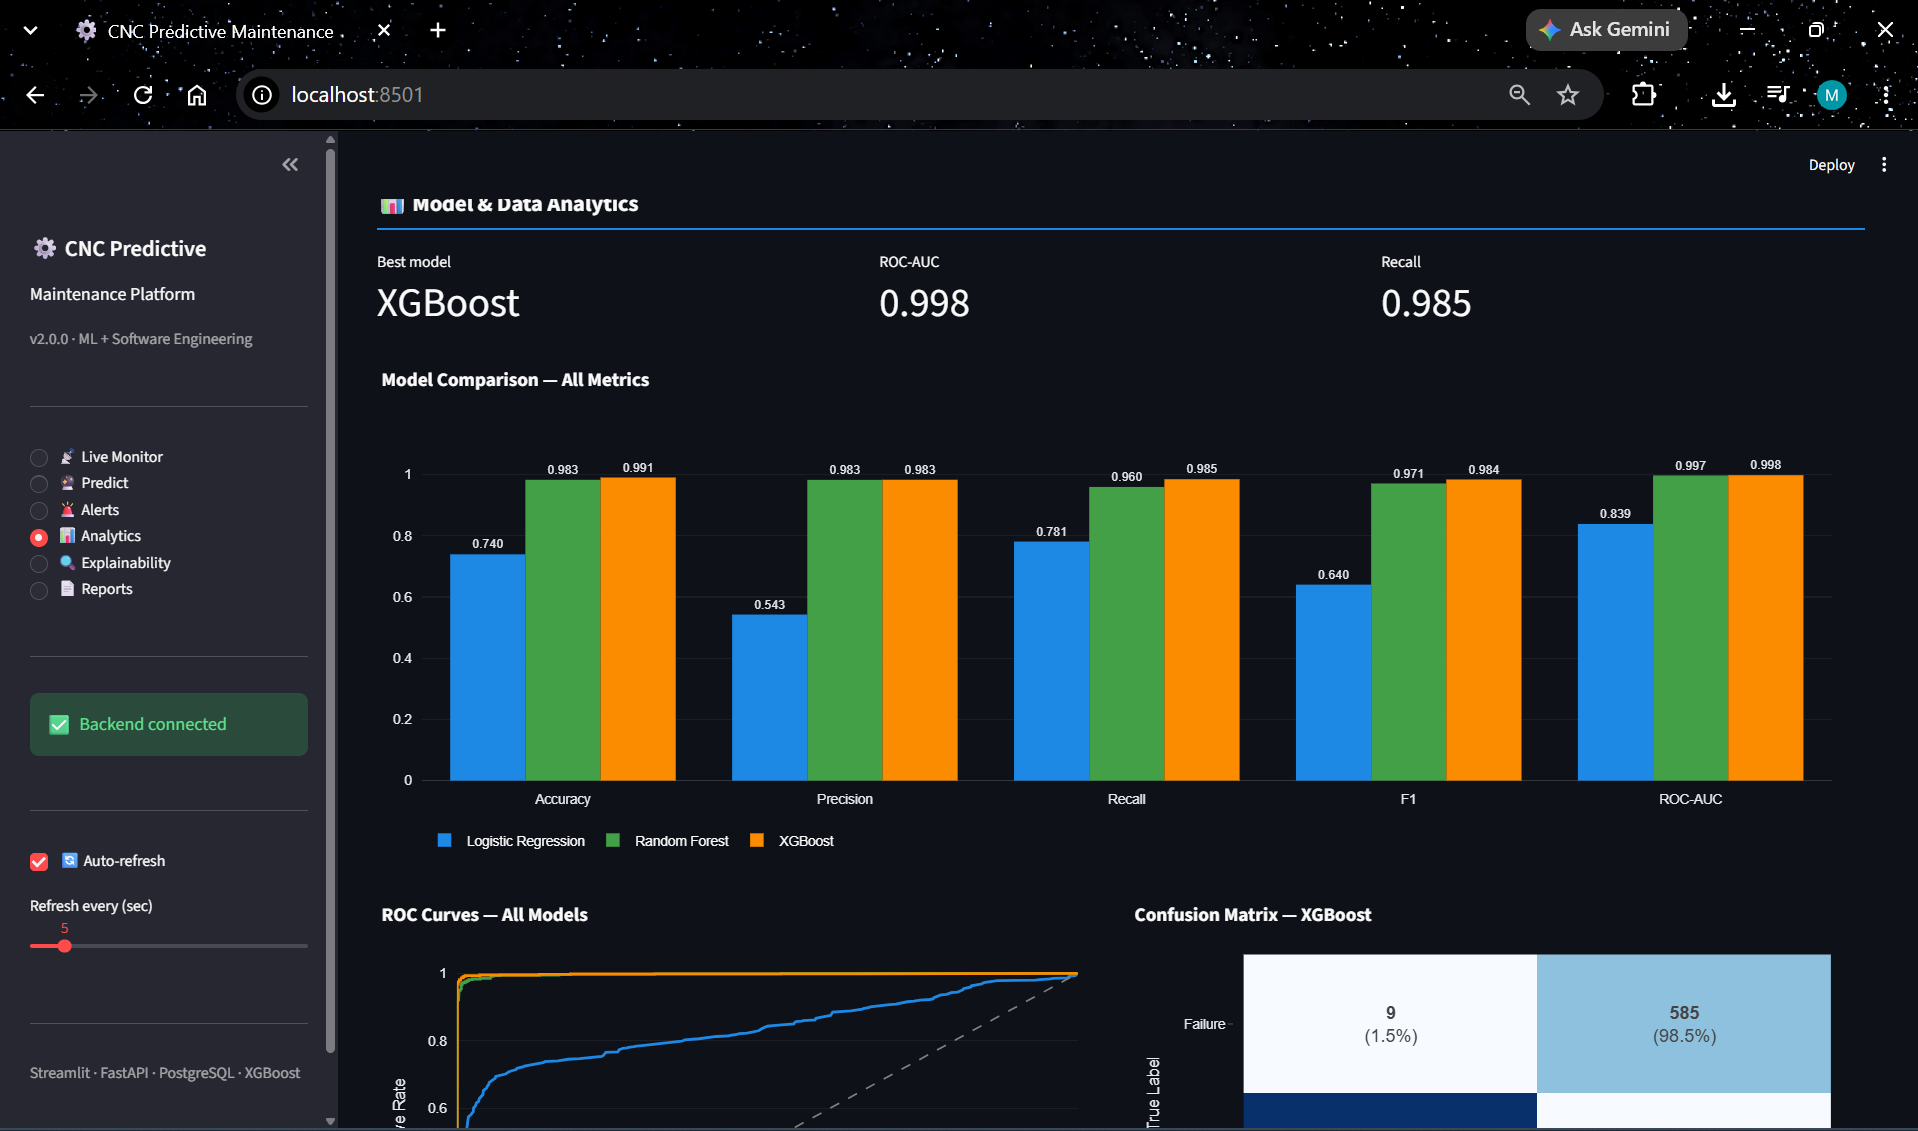 CNC Predictive Maintenance
Ask Gemini
localhost:8501
M
Deploy
CNC Predictive
Maintenance Platform
v2.0.0 · ML + Software Engineering
Live Monitor
Predict
Alerts
Analytics
Explainability
Reports
Backend connected
Auto-refresh
Refresh every (sec)
5
Streamlit · FastAPI · PostgreSQL · XGBoost
Model & Data Analytics
Best model
XGBoost
ROC-AUC
0.998
Recall
0.985
Model Comparison — All Metrics
1
0.8
0.6
0.4
0.2
0
0.740
0.983
0.991
0.543
0.983
0.983
0.781
0.960
0.985
0.640
0.971
0.984
0.839
0.997
0.998
Accuracy
Precision
Recall
F1
ROC-AUC
Logistic Regression
Random Forest
XGBoost
ROC Curves — All Models
1
0.8
0.6
ve Rate
Confusion Matrix — XGBoost
Failure
True Label
9
(1.5%)
585
(98.5%)